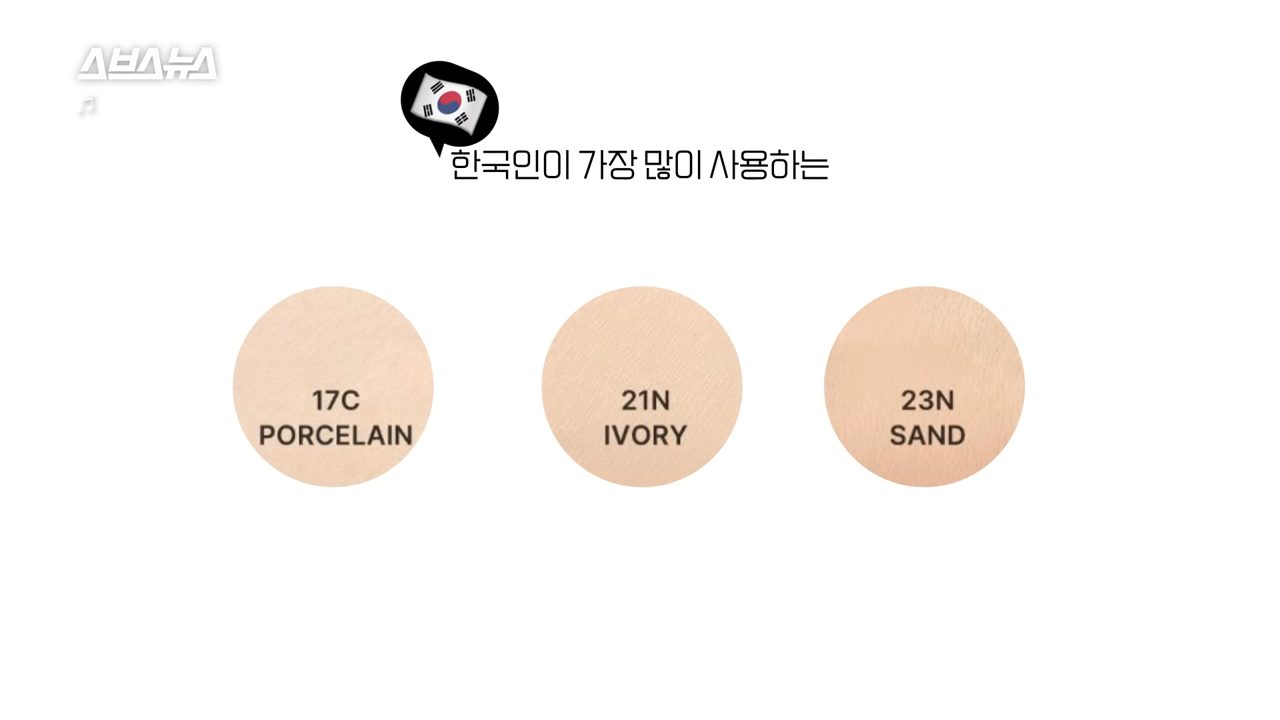 스브스뉴스
한국인이 가장 많이 사용하는
17C
PORCELAIN
21N
IVORY
23N
SAND